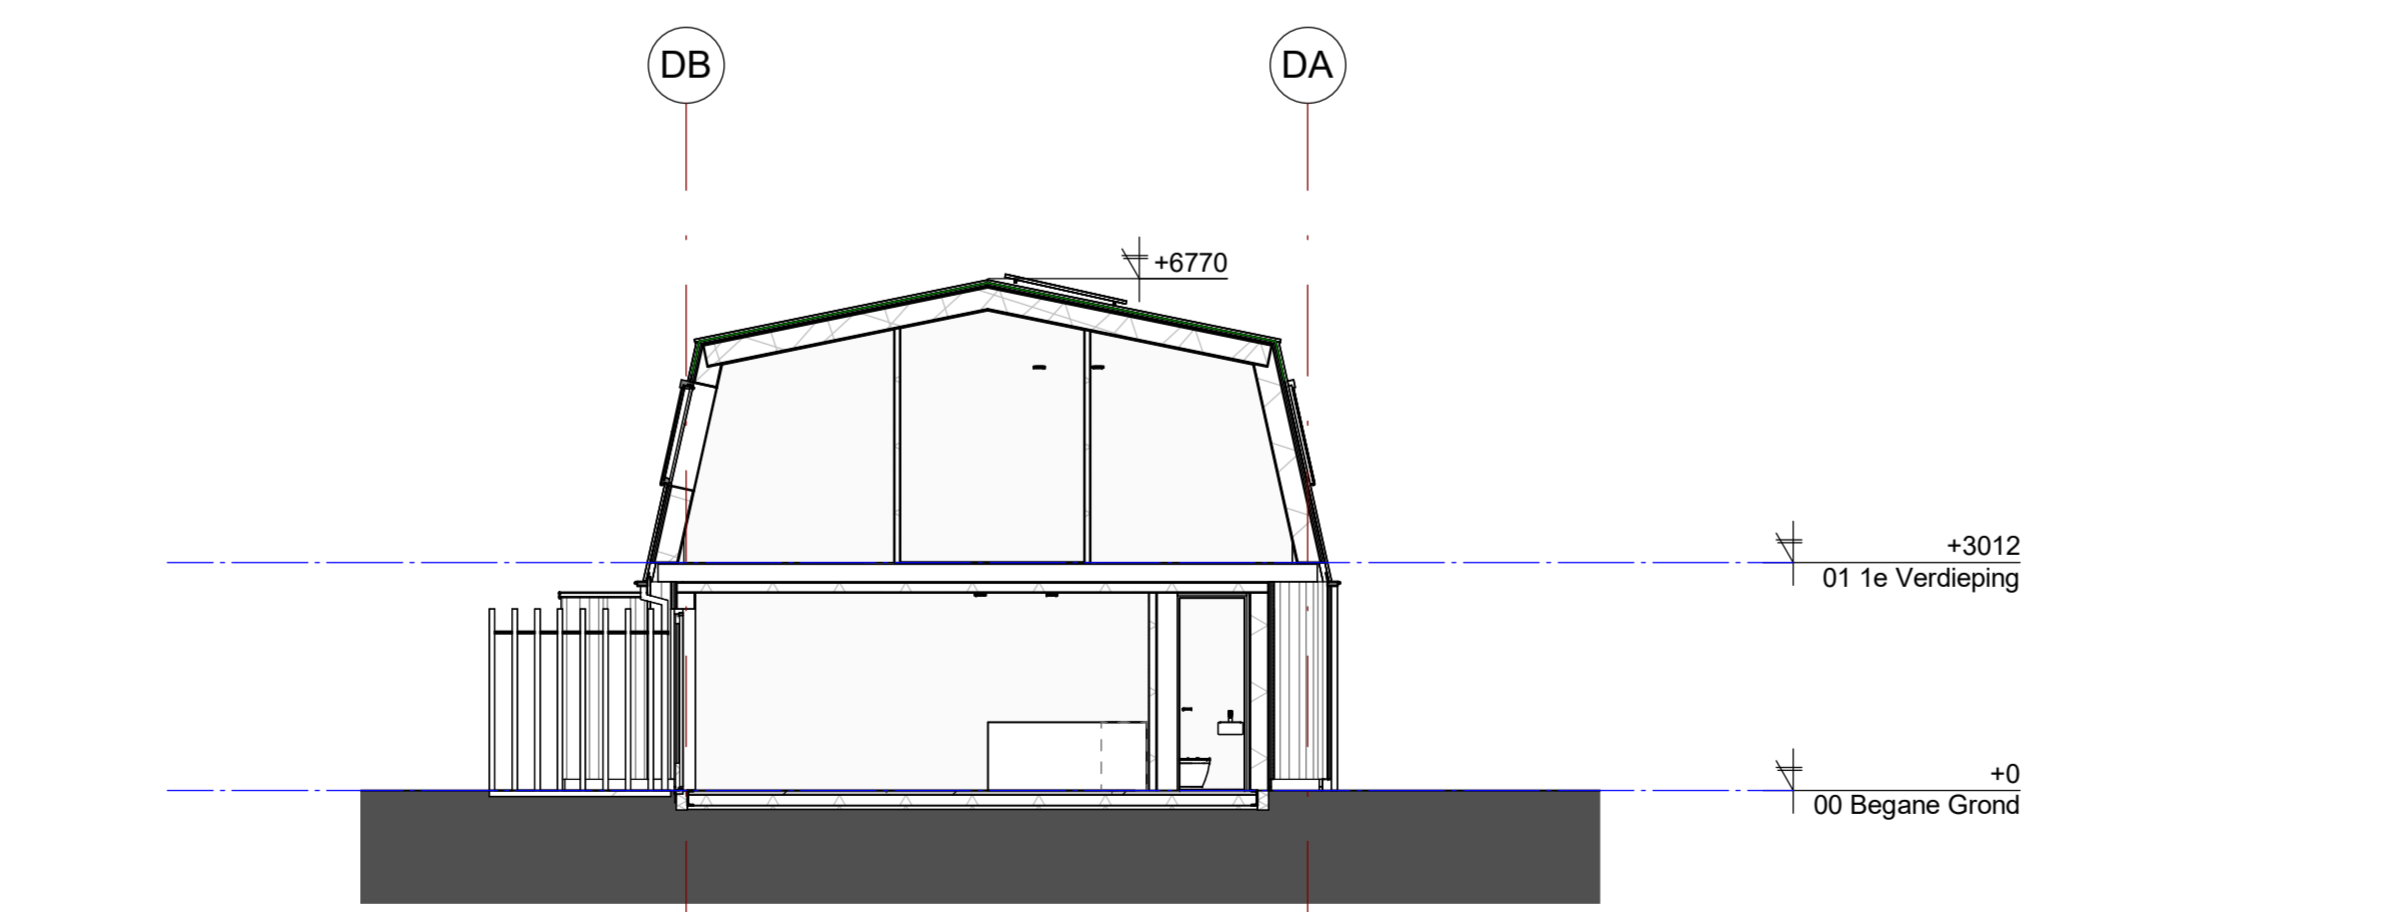 DB
DA
+6770
+3012
01 1e Verdieping
+0
00 Begane Grond